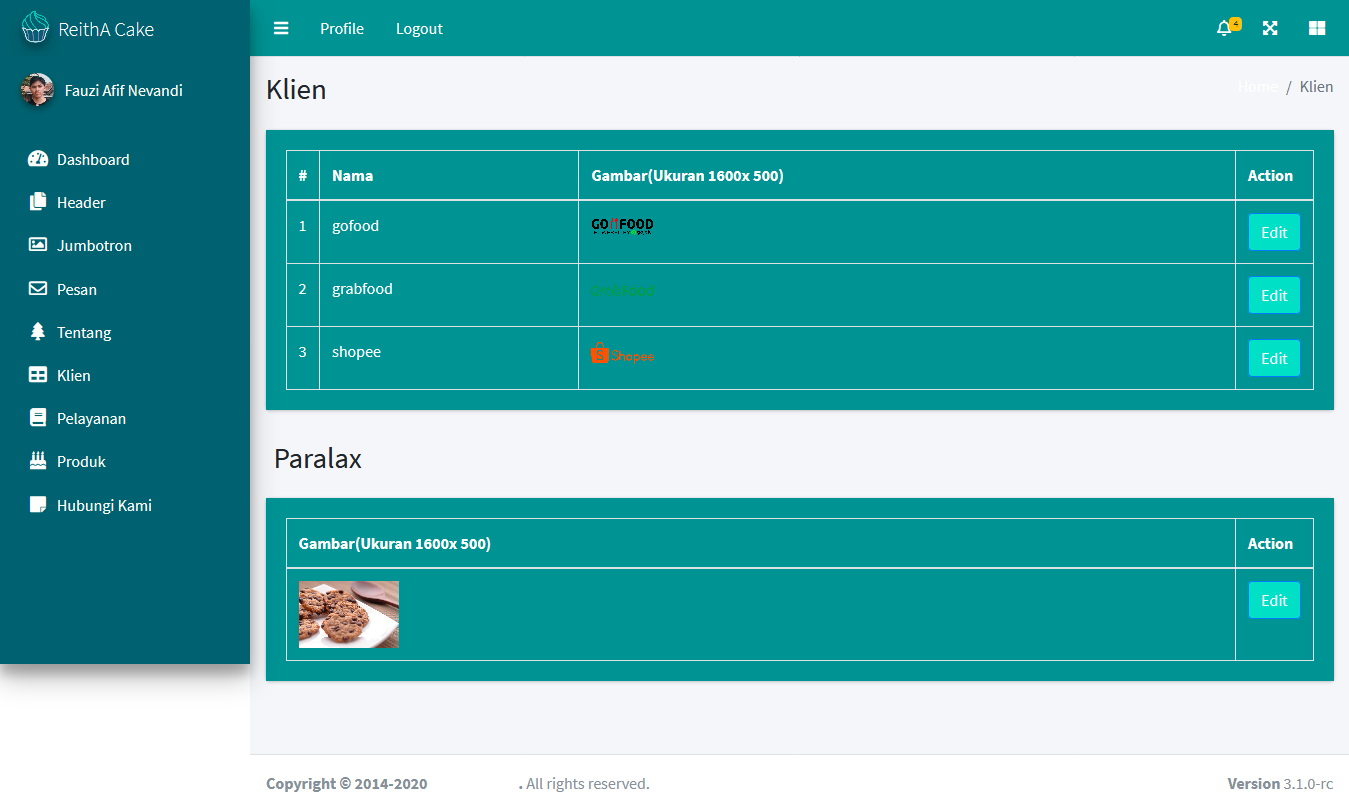 ReithA Cake
Profile
Logout
4
Fauzi Afif Nevandi
Dashboard
Header
Jumbotron
Pesan
Tentang
Klien
Pelayanan
Produk
Hubungi Kami
Klien
Home / Klien
# Nama Gambar(Ukuran 1600x 500) Action
1 gofood GO FOOD Edit
2 grabfood Grab Food Edit
3 shopee Shopee Edit
Paralax
Gambar(Ukuran 1600x 500) Action
Edit
Copyright © 2014-2020 . All rights reserved.
Version 3.1.0-rc